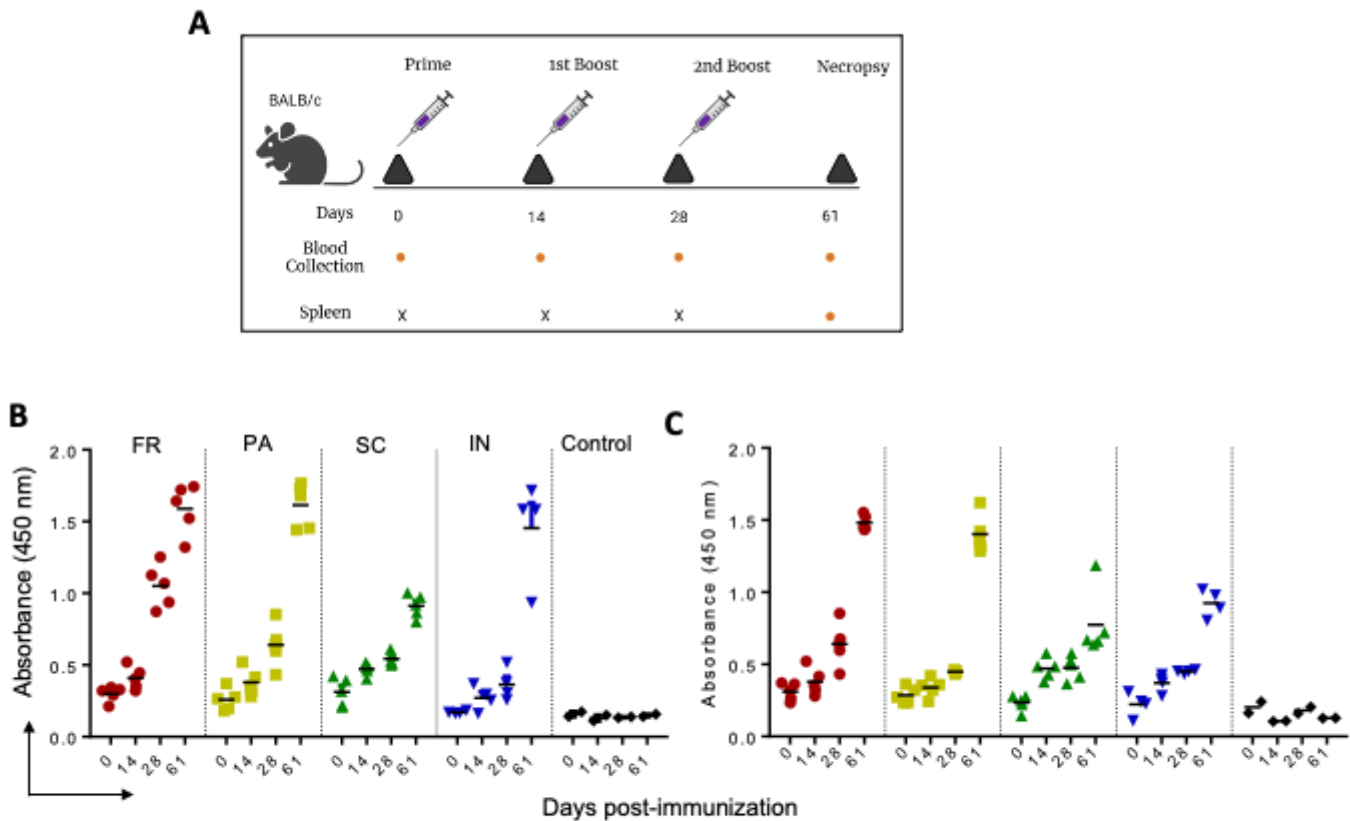 A
Prime 1st Boost 2nd Boost Necropsy
BALB/c
Days 0 14 28 61
Blood
Collection
Spleen x x x
B
FR PA SC IN Control
Absorbance (450 nm)
2.0
1.5
1.0
0.5
0.0
0 14 28 61 0 14 28 61 0 14 28 61 0 14 28 61 0 14 28 61
C
Absorbance (450 nm)
2.0
1.5
1.0
0.5
0.0
0 14 28 61 0 14 28 61 0 14 28 61 0 14 28 61 0 14 28 61
Days post-immunization